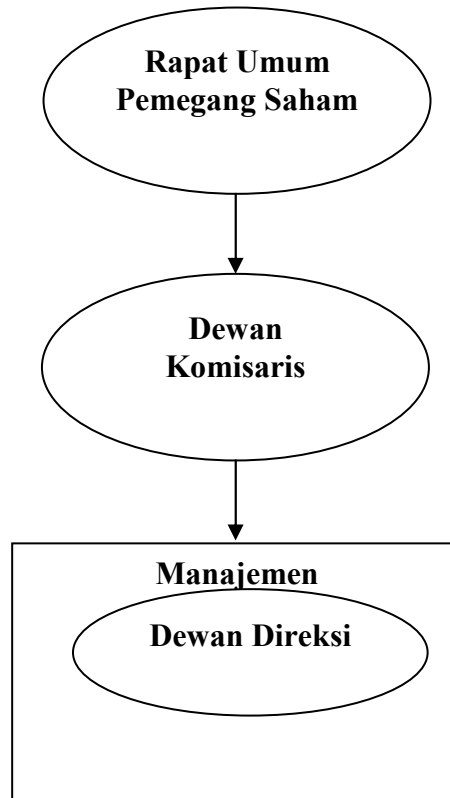 Rapat Umum
Pemegang Saham
Dewan
Komisaris
Manajemen
Dewan Direksi